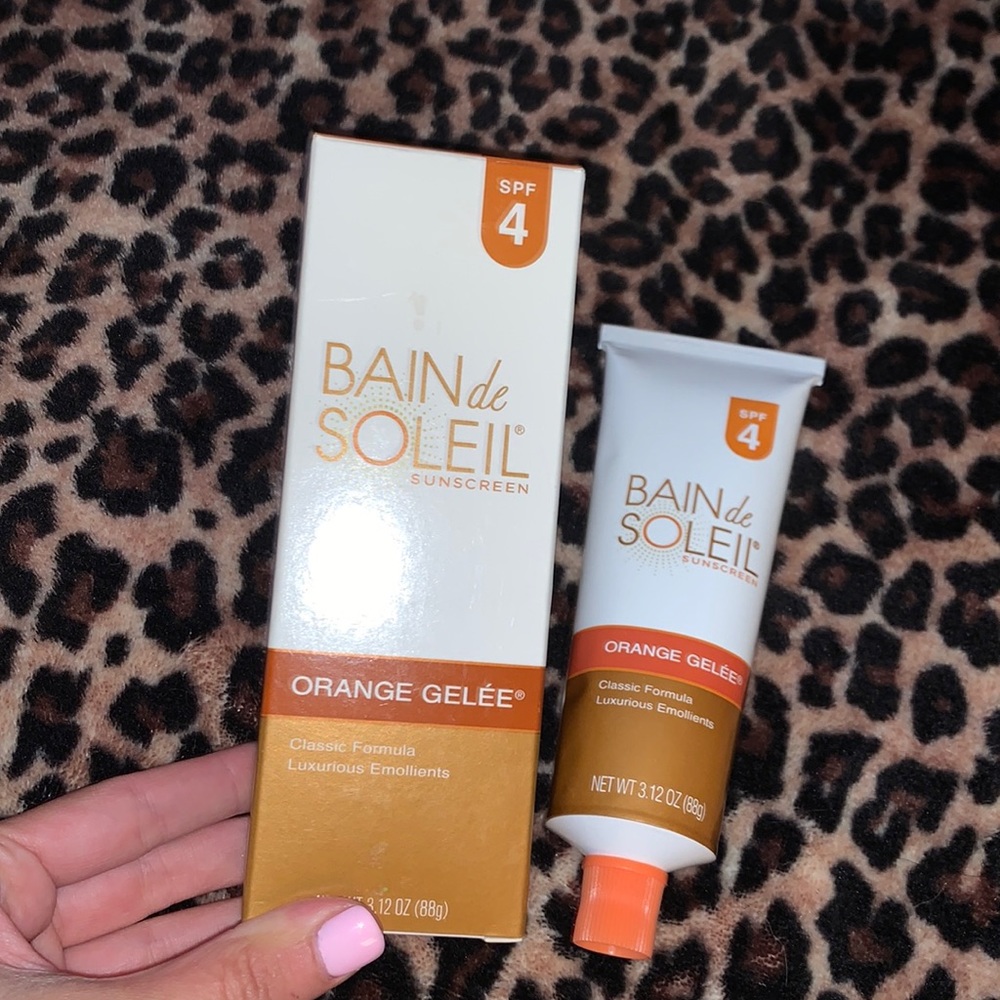 SPF
4
BAIN de
SOLEIL®
SUNSCREEN
ORANGE GELÉE®
Classic Formula
Luxurious Emollients
3.12 OZ (88g)
SPF
4
BAIN de
SOLEIL®
SUNSCREEN
ORANGE GELÉE®
Classic Formula
Luxurious Emollients
NET WT 3.12 OZ (88g)